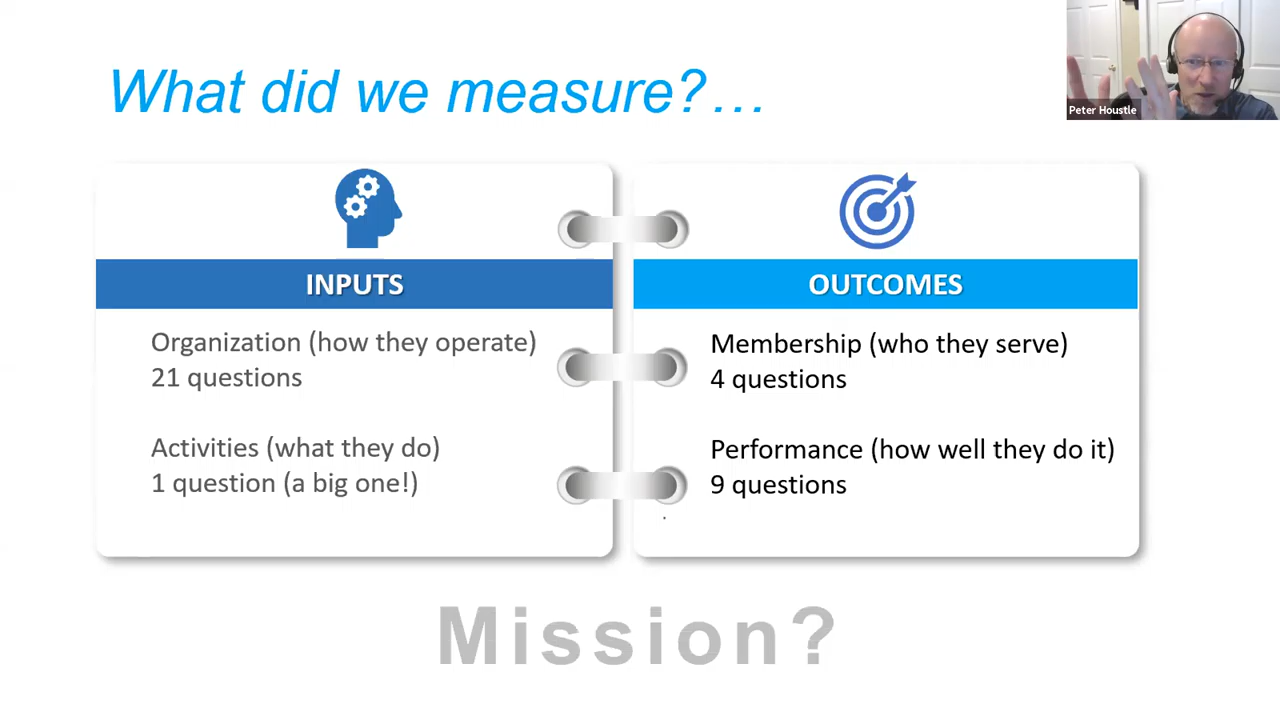 What did we measure?…
Peter Houstle
INPUTS
Organization (how they operate)
21 questions
Activities (what they do)
1 question (a big one!)
OUTCOMES
Membership (who they serve)
4 questions
Performance (how well they do it)
9 questions
.
Mission?